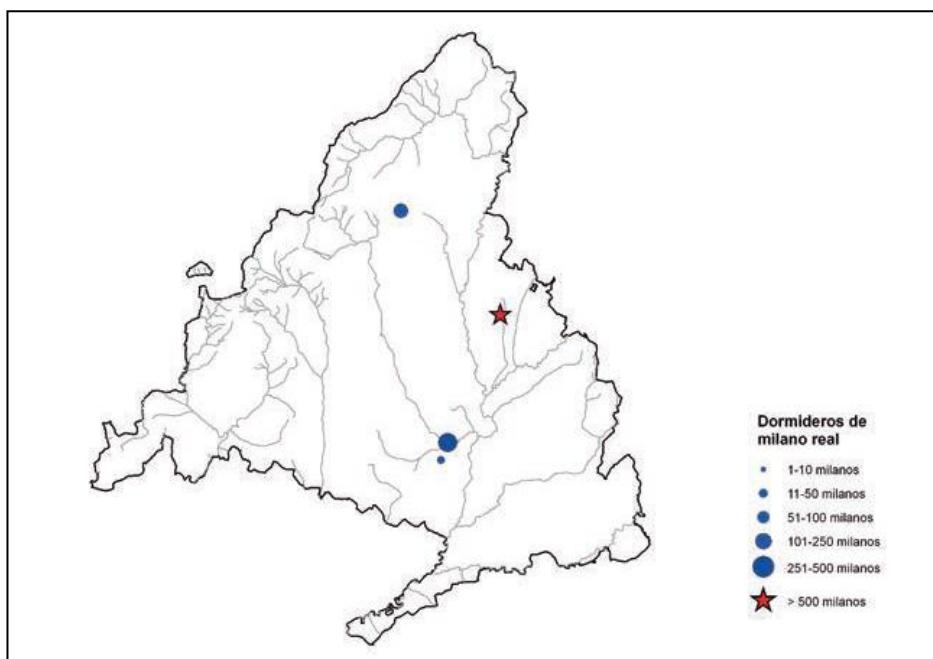 Dormideros de
milano real
1-10 milanos
11-50 milanos
51-100 milanos
101-250 milanos
251-500 milanos
> 500 milanos